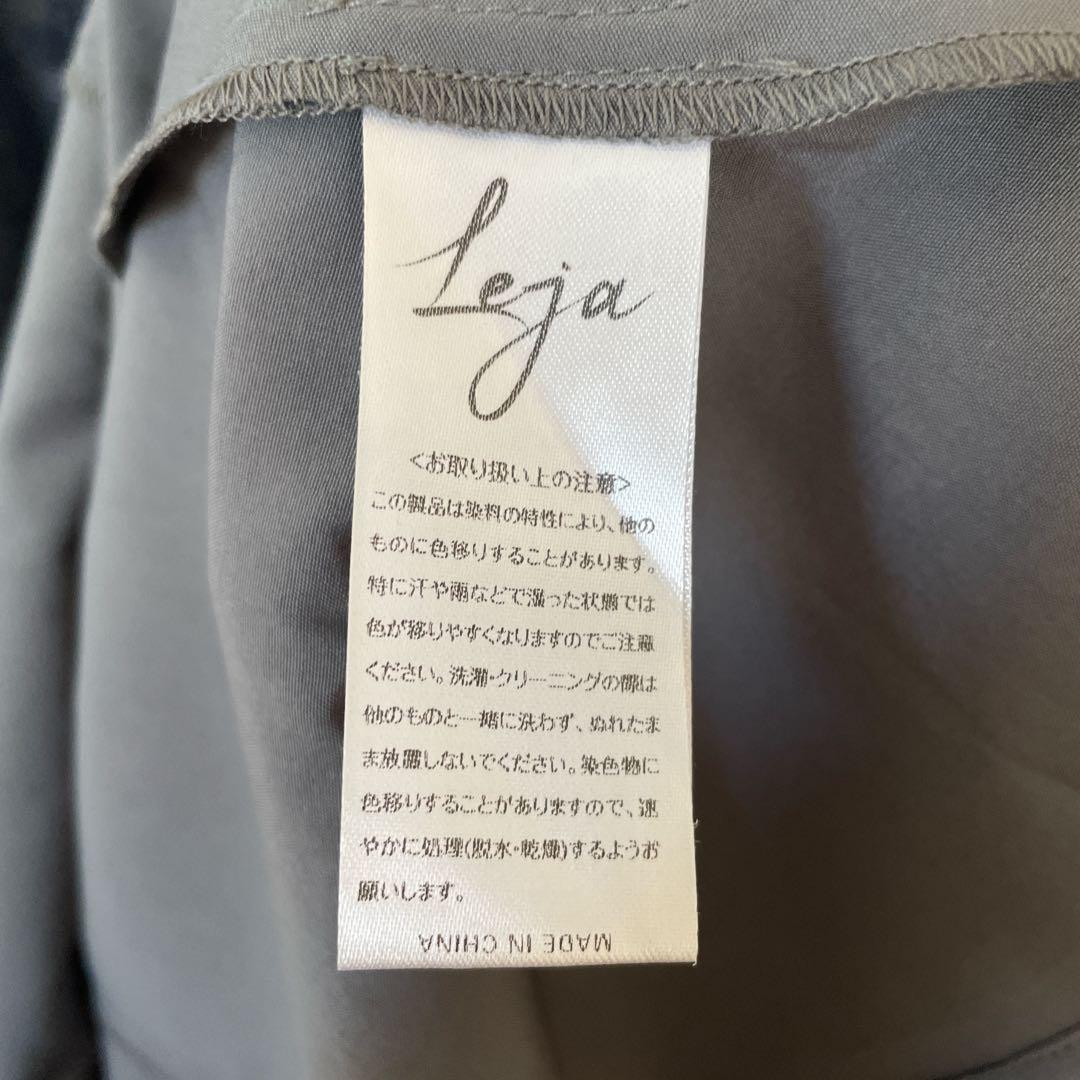 Leja
<お取り扱い上の注意>
この製品は染料の特性により、他の
ものに色移りすることがあります。
特に汗や雨などで湿った状態では
色が移りやすくなりますのでご注意
ください。洗濯・クリーニングの際は
他のものと一緒に洗わず、ぬれたま
ま放置しないでください。染色物に
色移りすることがありますので、速
やかに処理(脱水・乾燥)するようお
願いします。
MADE IN CHINA